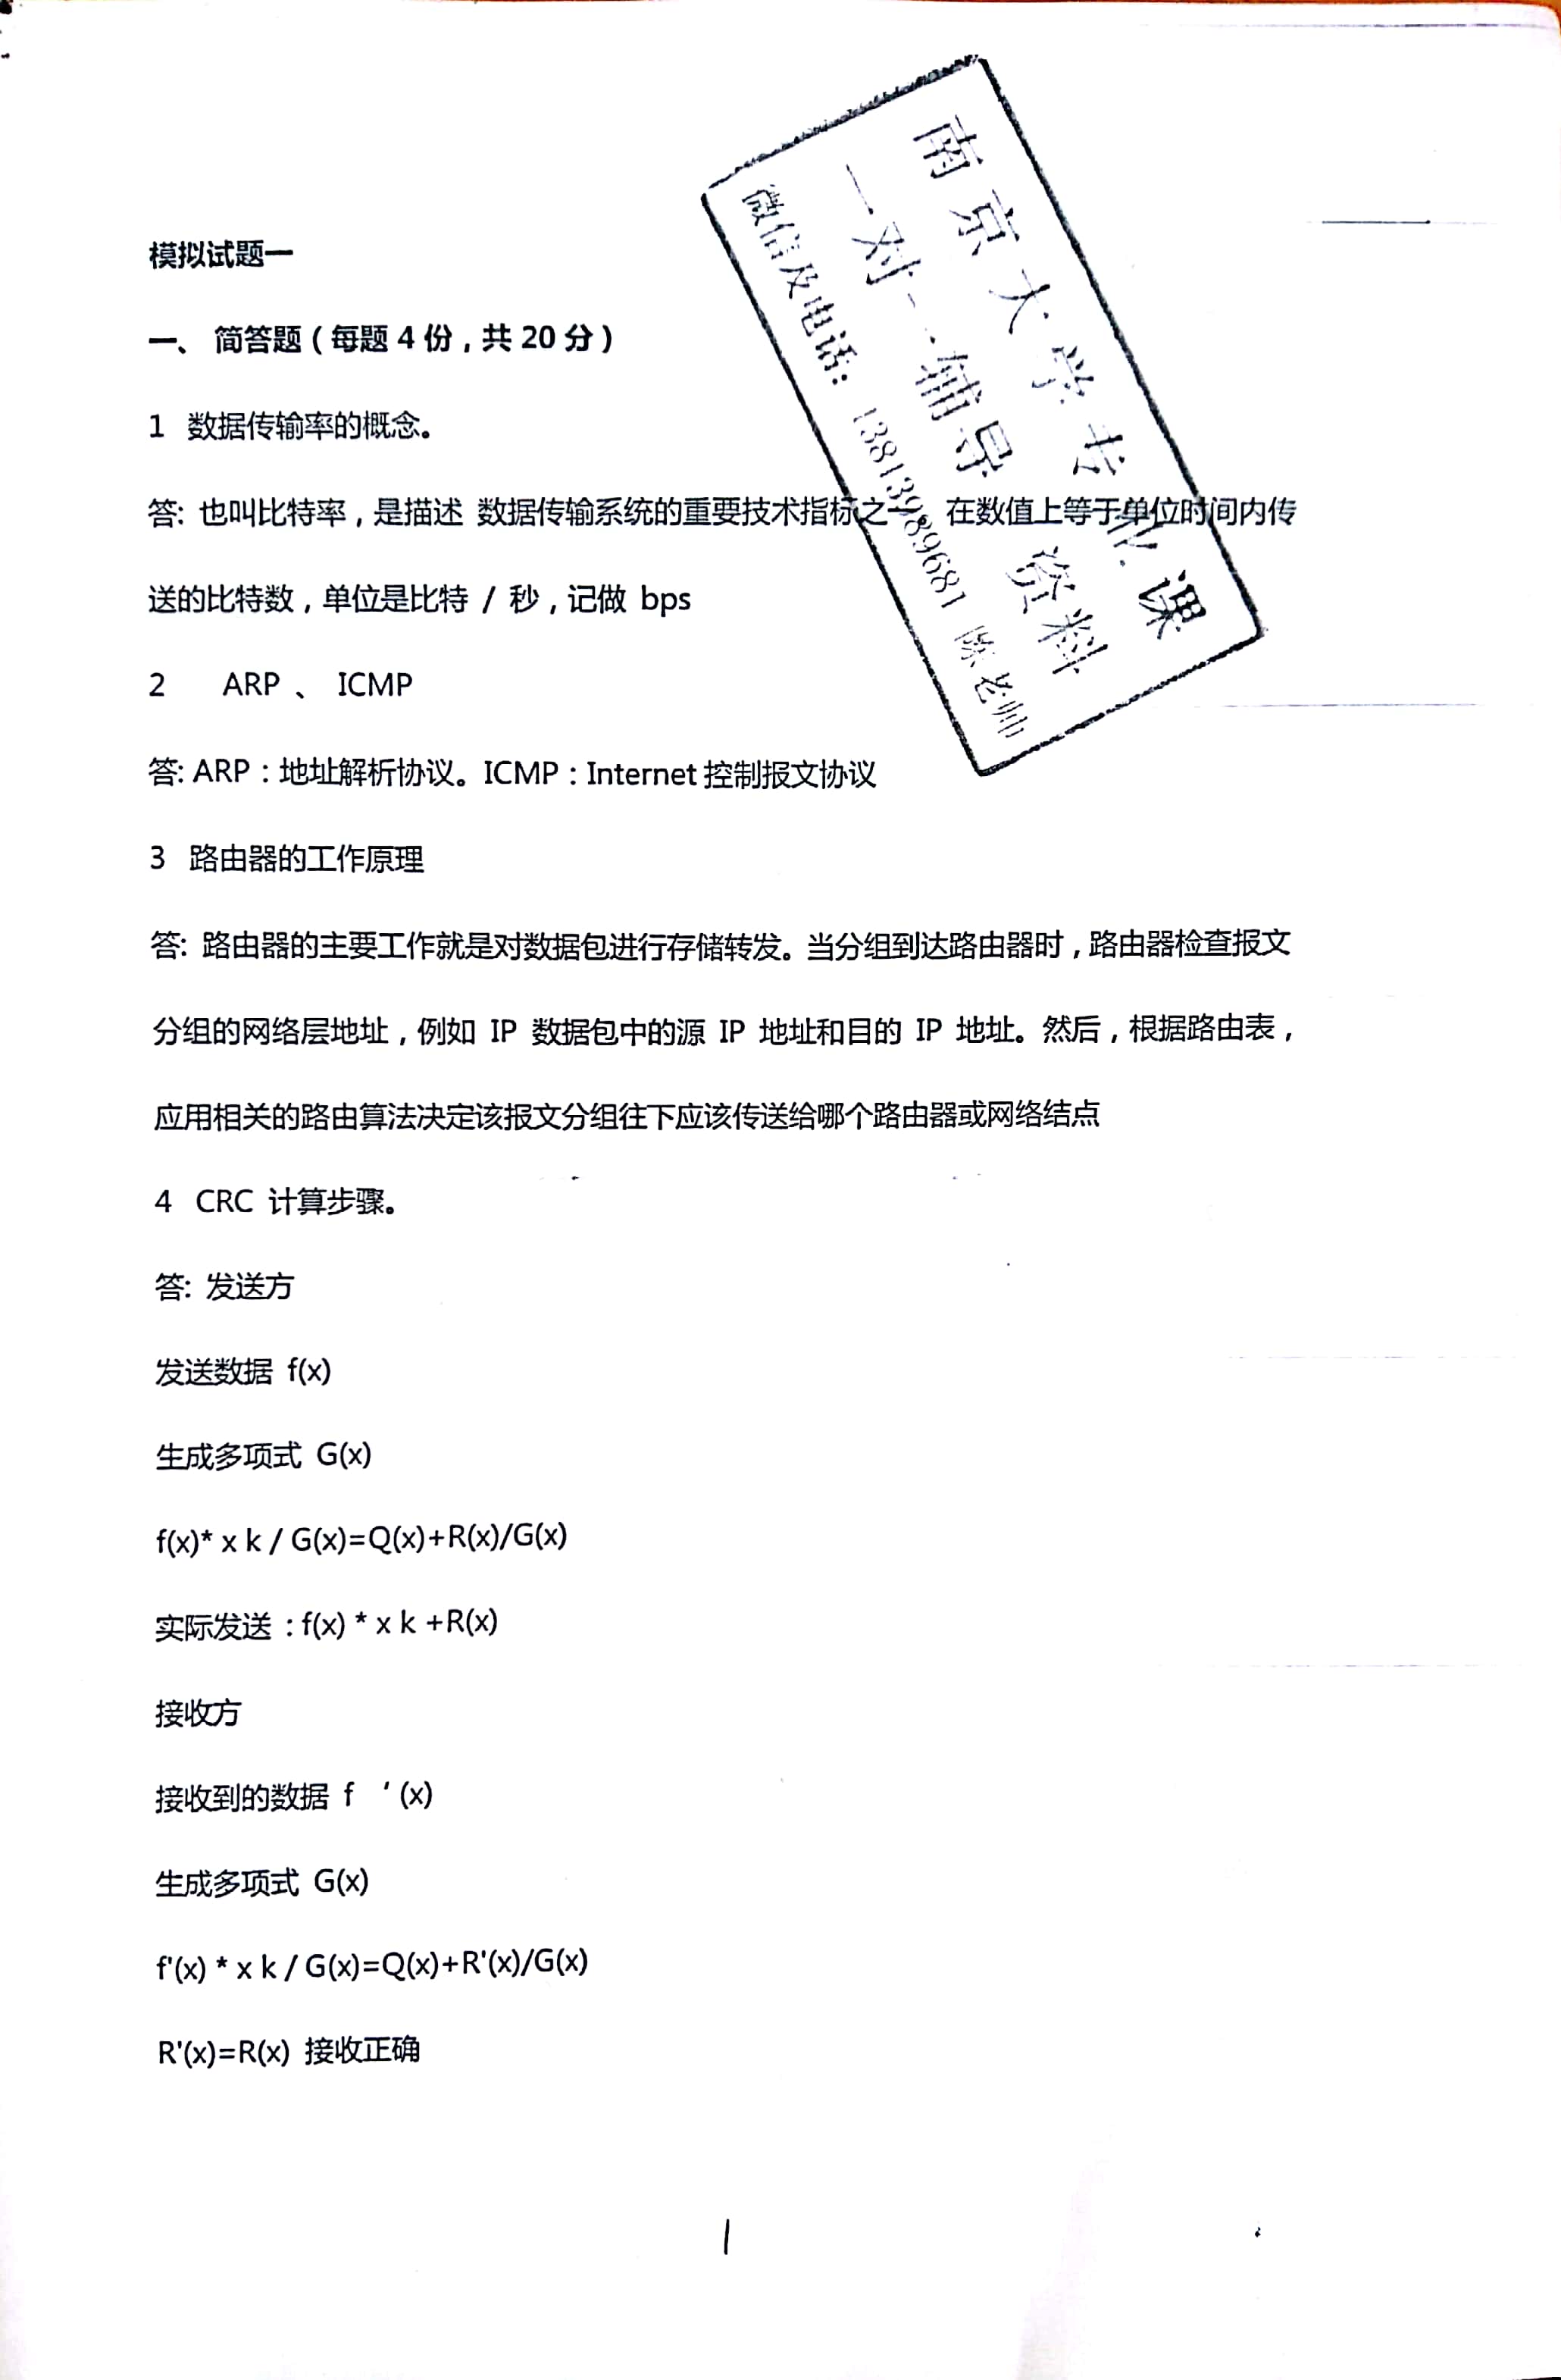 模拟试题一
一、 简答题 ( 每题 4 份 , 共 20 分 )
1 数据传输率的概念。
答: 也叫比特率 , 是描述 数据传输系统的重要技术指标之 在数值上等于单位时间内传
送的比特数 , 单位是比特 / 秒 , 记做 bps
2 ARP 、 ICMP
答: ARP : 地址解析协议。ICMP : Internet 控制报文协议
3 路由器的工作原理
答: 路由器的主要工作就是对数据包进行存储转发。当分组到达路由器时 , 路由器检查报文
分组的网络层地址 , 例如 IP 数据包中的源 IP 地址和目的 IP 地址。然后 , 根据路由表 ,
应用相关的路由算法决定该报文分组往下应该传送给哪个路由器或网络结点
4 CRC 计算步骤。
答: 发送方
发送数据 f(x)
生成多项式 G(x)
f(x)* x k / G(x)=Q(x)+R(x)/G(x)
实际发送 : f(x) * x k +R(x)
接收方
接收到的数据 f ′ (x)
生成多项式 G(x)
f'(x) * x k / G(x)=Q(x)+R'(x)/G(x)
R'(x)=R(x) 接收正确
1
南京大学专业课
一对一辅导 资料
微信及电话: 13813989681 陈老师